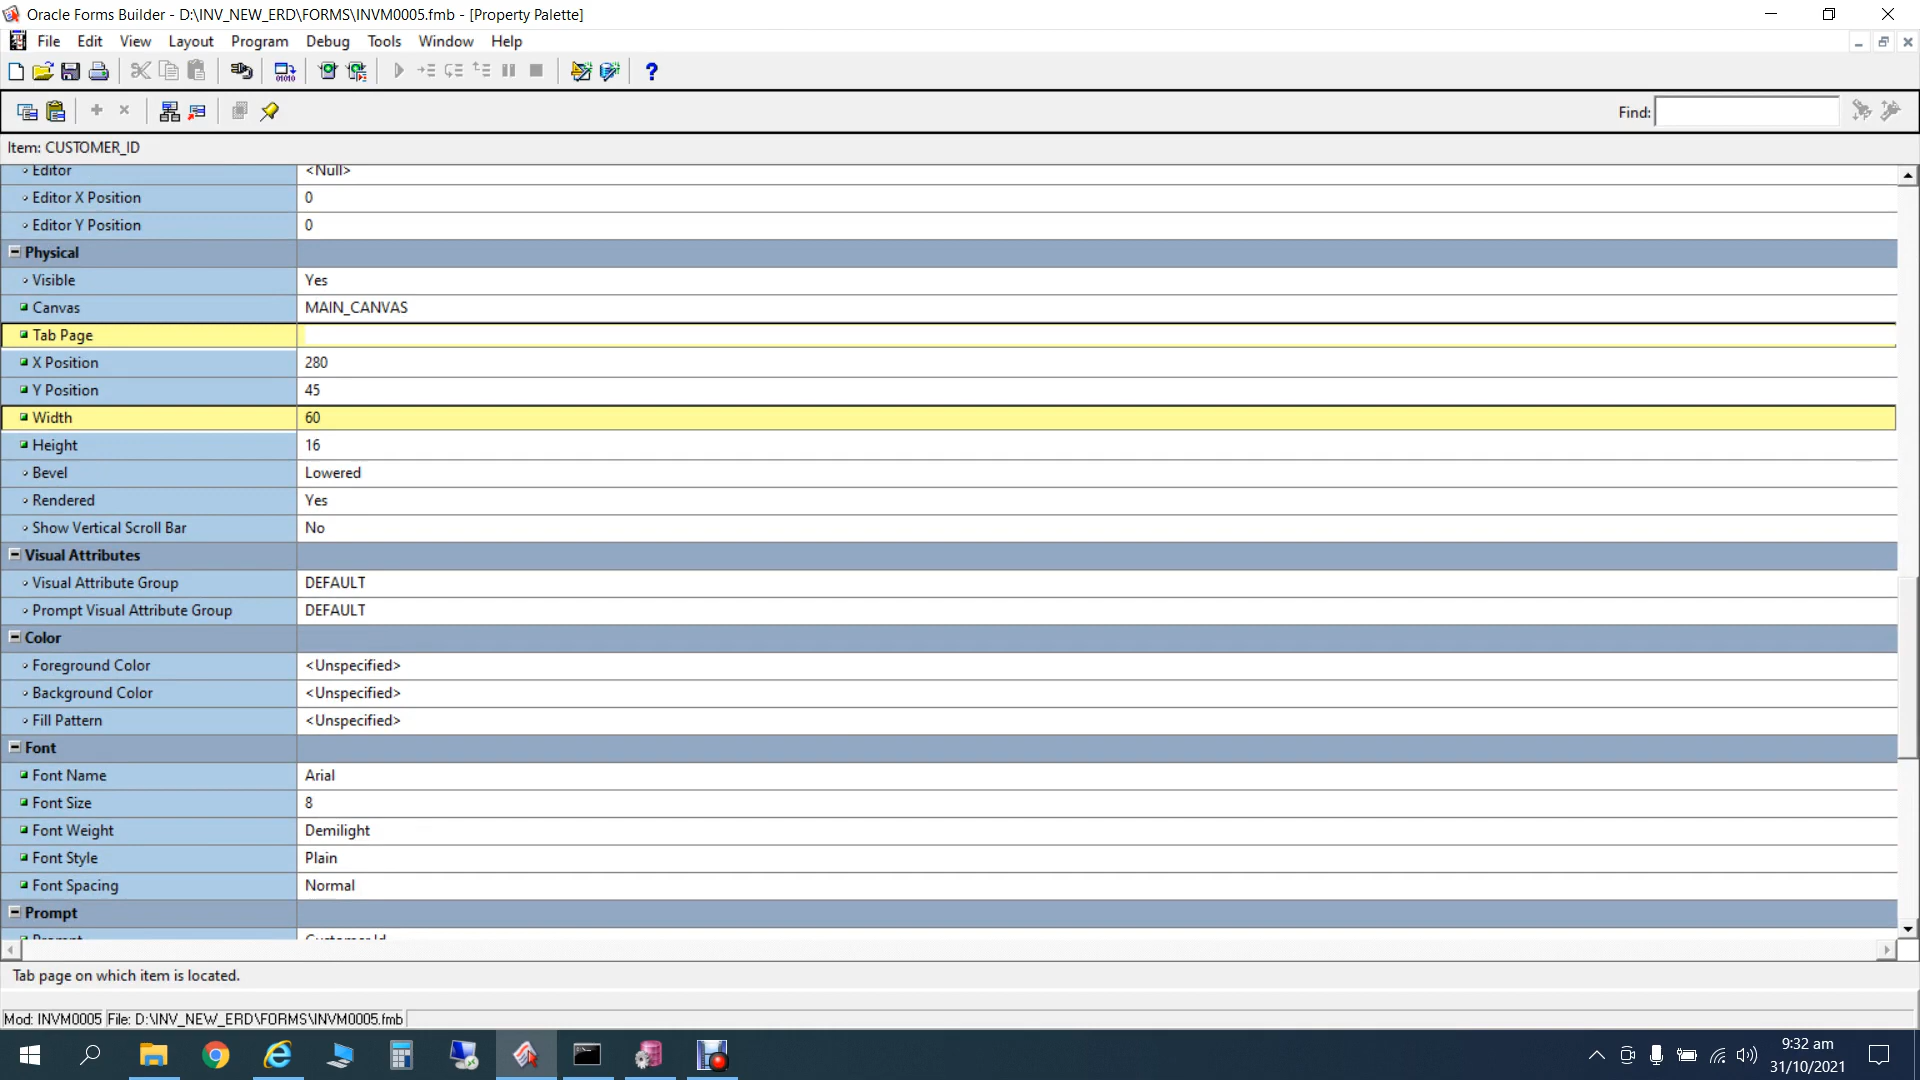 Oracle Forms Builder - D:\INV_NEW_ERD\FORMS\INVM0005.fmb - [Property Palette]
File Edit View Layout Program Debug Tools Window Help
Find:
Item: CUSTOMER_ID
Editor <Null>
Editor X Position 0
Editor Y Position 0
Physical
Visible Yes
Canvas MAIN_CANVAS
Tab Page
X Position 280
Y Position 45
Width 60
Height 16
Bevel Lowered
Rendered Yes
Show Vertical Scroll Bar No
Visual Attributes
Visual Attribute Group DEFAULT
Prompt Visual Attribute Group DEFAULT
Color
Foreground Color <Unspecified>
Background Color <Unspecified>
Fill Pattern <Unspecified>
Font
Font Name Arial
Font Size 8
Font Weight Demilight
Font Style Plain
Font Spacing Normal
Prompt
Prompt Customer Id
Tab page on which item is located.
Mod: INVM0005 File: D:\INV_NEW_ERD\FORMS\INVM0005.fmb
9:32 am
31/10/2021